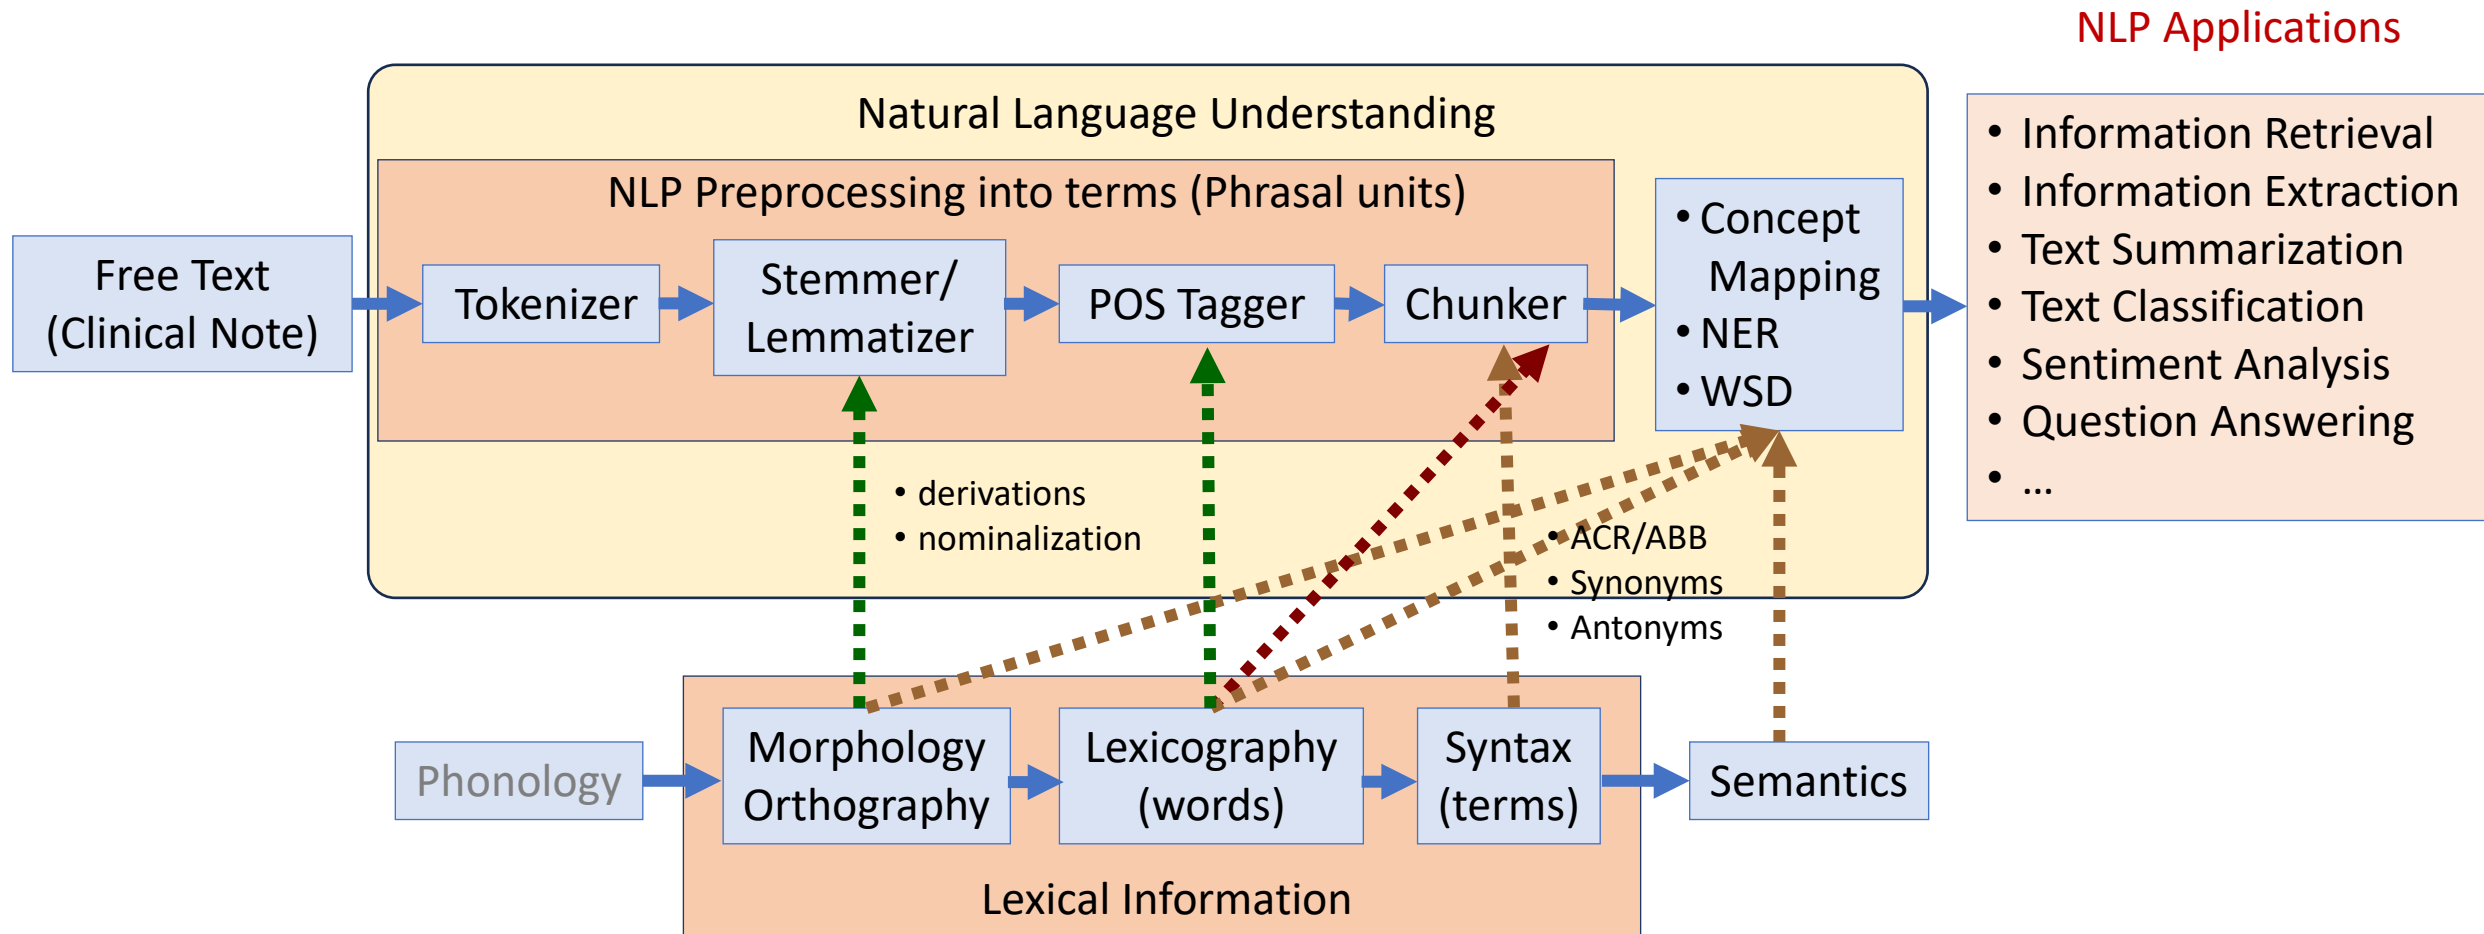 NLP Applications
Natural Language Understanding
NLP Preprocessing into terms (Phrasal units)
Free Text
(Clinical Note)
Tokenizer
Stemmer/
Lemmatizer
POS Tagger
Chunker
• Concept
Mapping
• NER
• WSD
• Information Retrieval
• Information Extraction
• Text Summarization
• Text Classification
• Sentiment Analysis
• Question Answering
• ...
• derivations
• nominalization
• ACR/ABB
• Synonyms
• Antonyms
Phonology
Morphology
Orthography
Lexicography
(words)
Syntax
(terms)
Semantics
Lexical Information